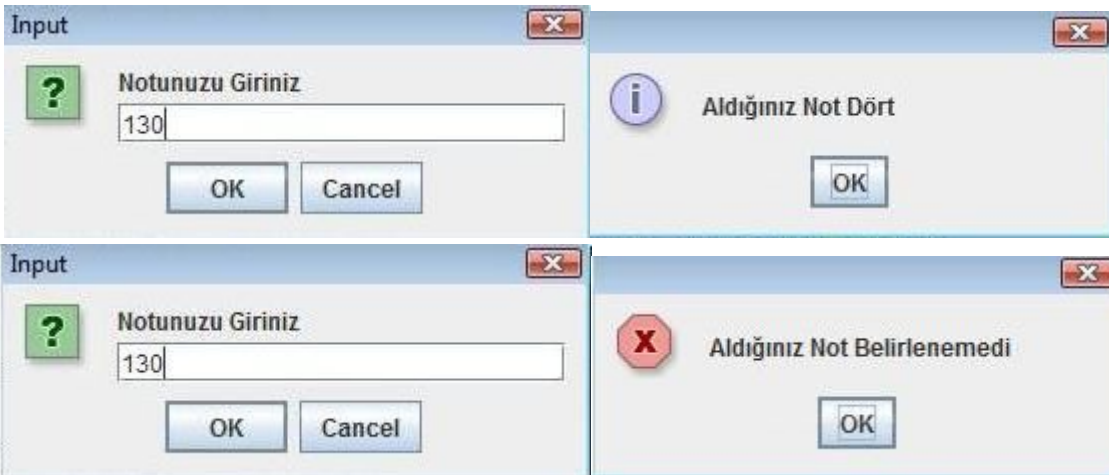 Input
Notunuzu Giriniz
130
OK Cancel
Aldığınız Not Dört
OK
Input
Notunuzu Giriniz
130
OK Cancel
Aldığınız Not Belirlenemedi
OK